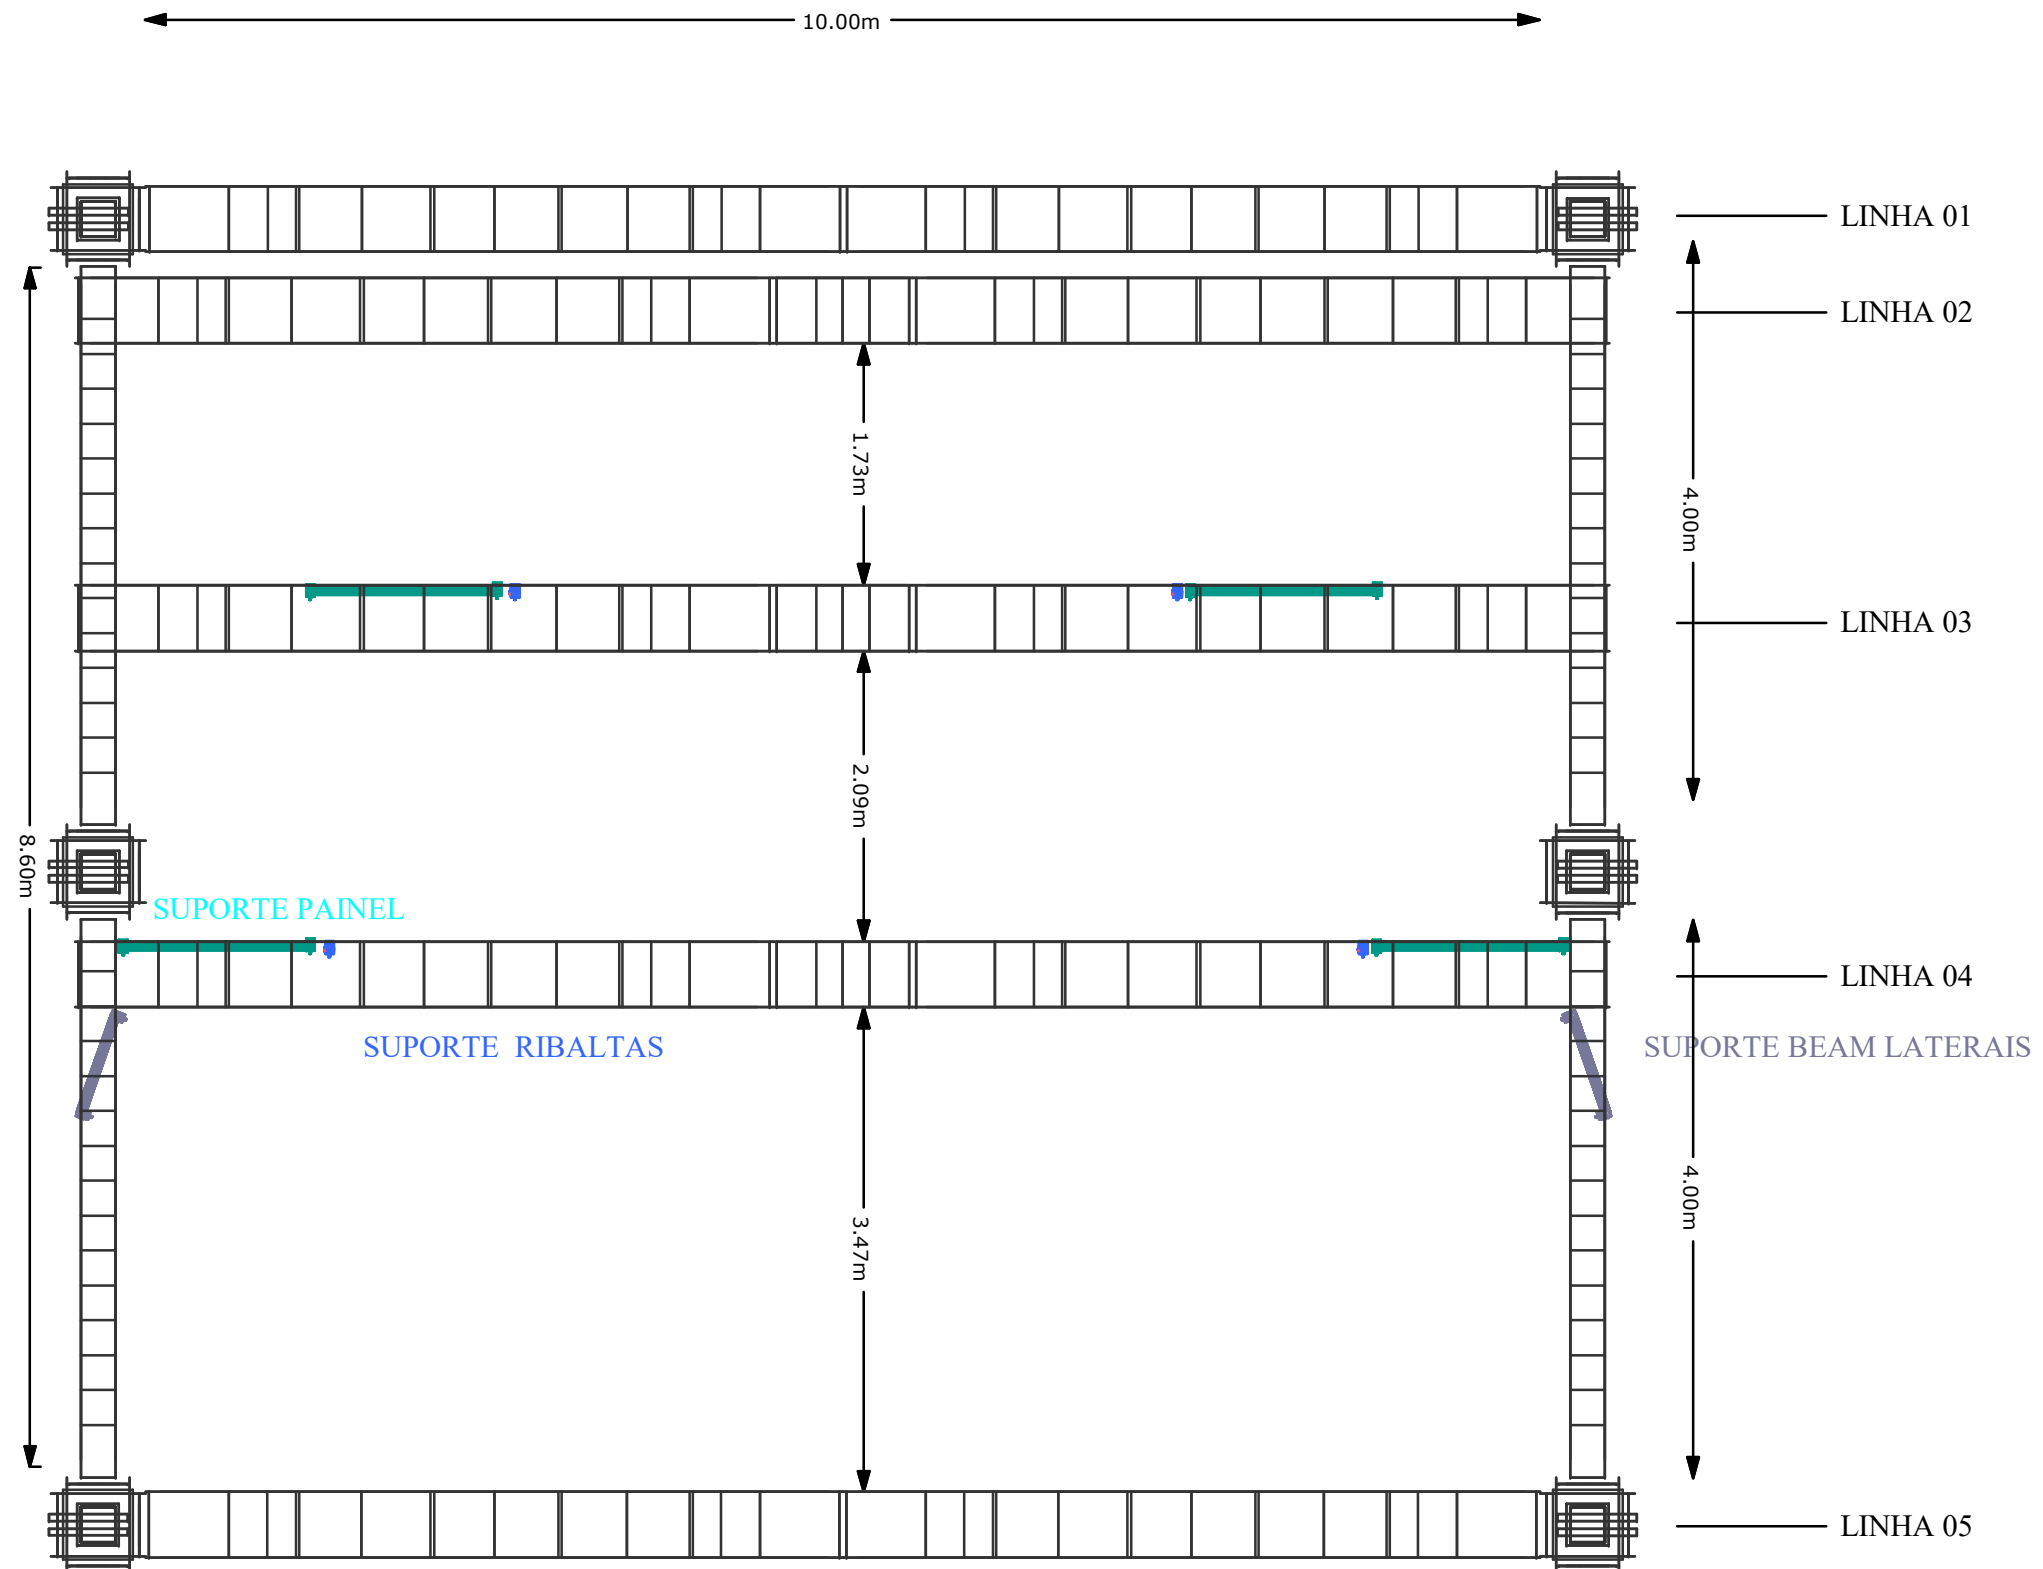 10.00m
LINHA 01
LINHA 02
1.73m
4.00m
LINHA 03
2.09m
8.60m
SUPORTE PAINEL
LINHA 04
SUPORTE  RIBALTAS
SUPORTE BEAM LATERAIS
4.00m
3.47m
LINHA 05